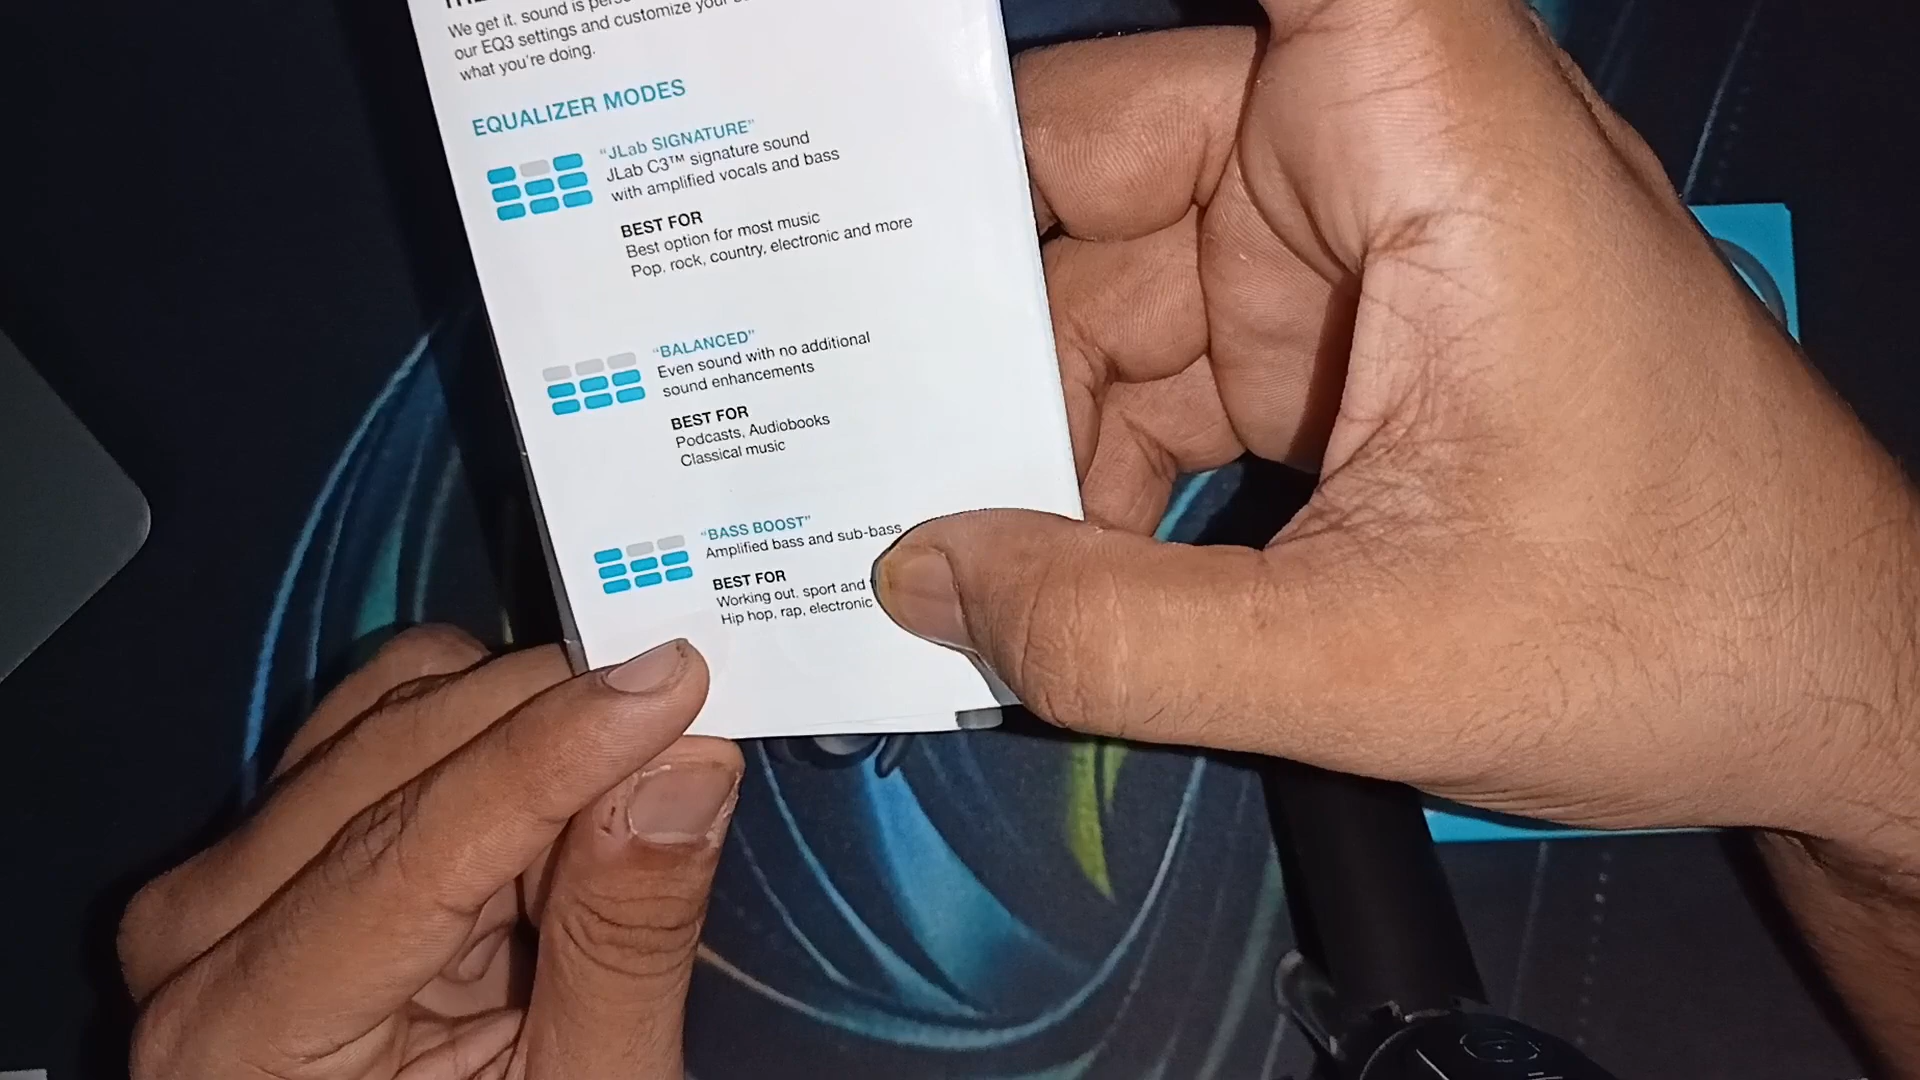 We get it, sound is
our EQ3 settings and customize your
what you're doing.
EQUALIZER MODES
"JLab SIGNATURE"
JLab C3™ signature sound
with amplified vocals and bass
BEST FOR
Best option for most music
Pop, rock, country, electronic and more
"BALANCED"
Even sound with no additional
sound enhancements
BEST FOR
Podcasts, Audiobooks
Classical music
"BASS BOOST"
Amplified bass and sub-bass
BEST FOR
Working out, sport and
Hip hop, rap, electronic